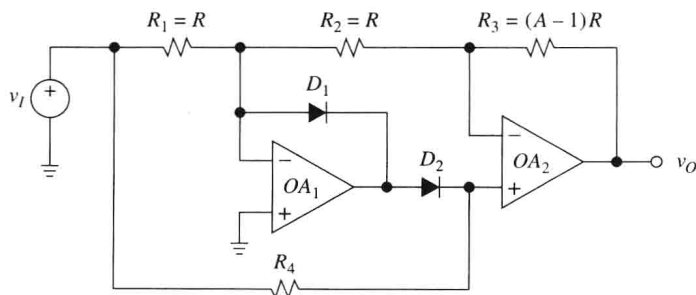 R1 = R
R2 = R
R3 = (A − 1)R
vI
+
D1
−
OA1
+
D2
−
OA2
+
vO
R4